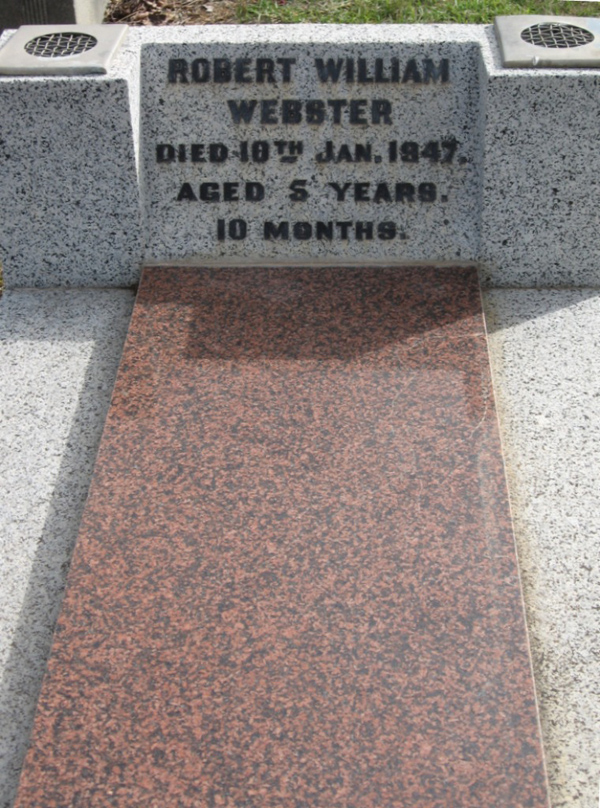 ROBERT WILLIAM
WEBSTER
DIED 10TH JAN. 1947.
AGED 5 YEARS.
10 MONTHS.